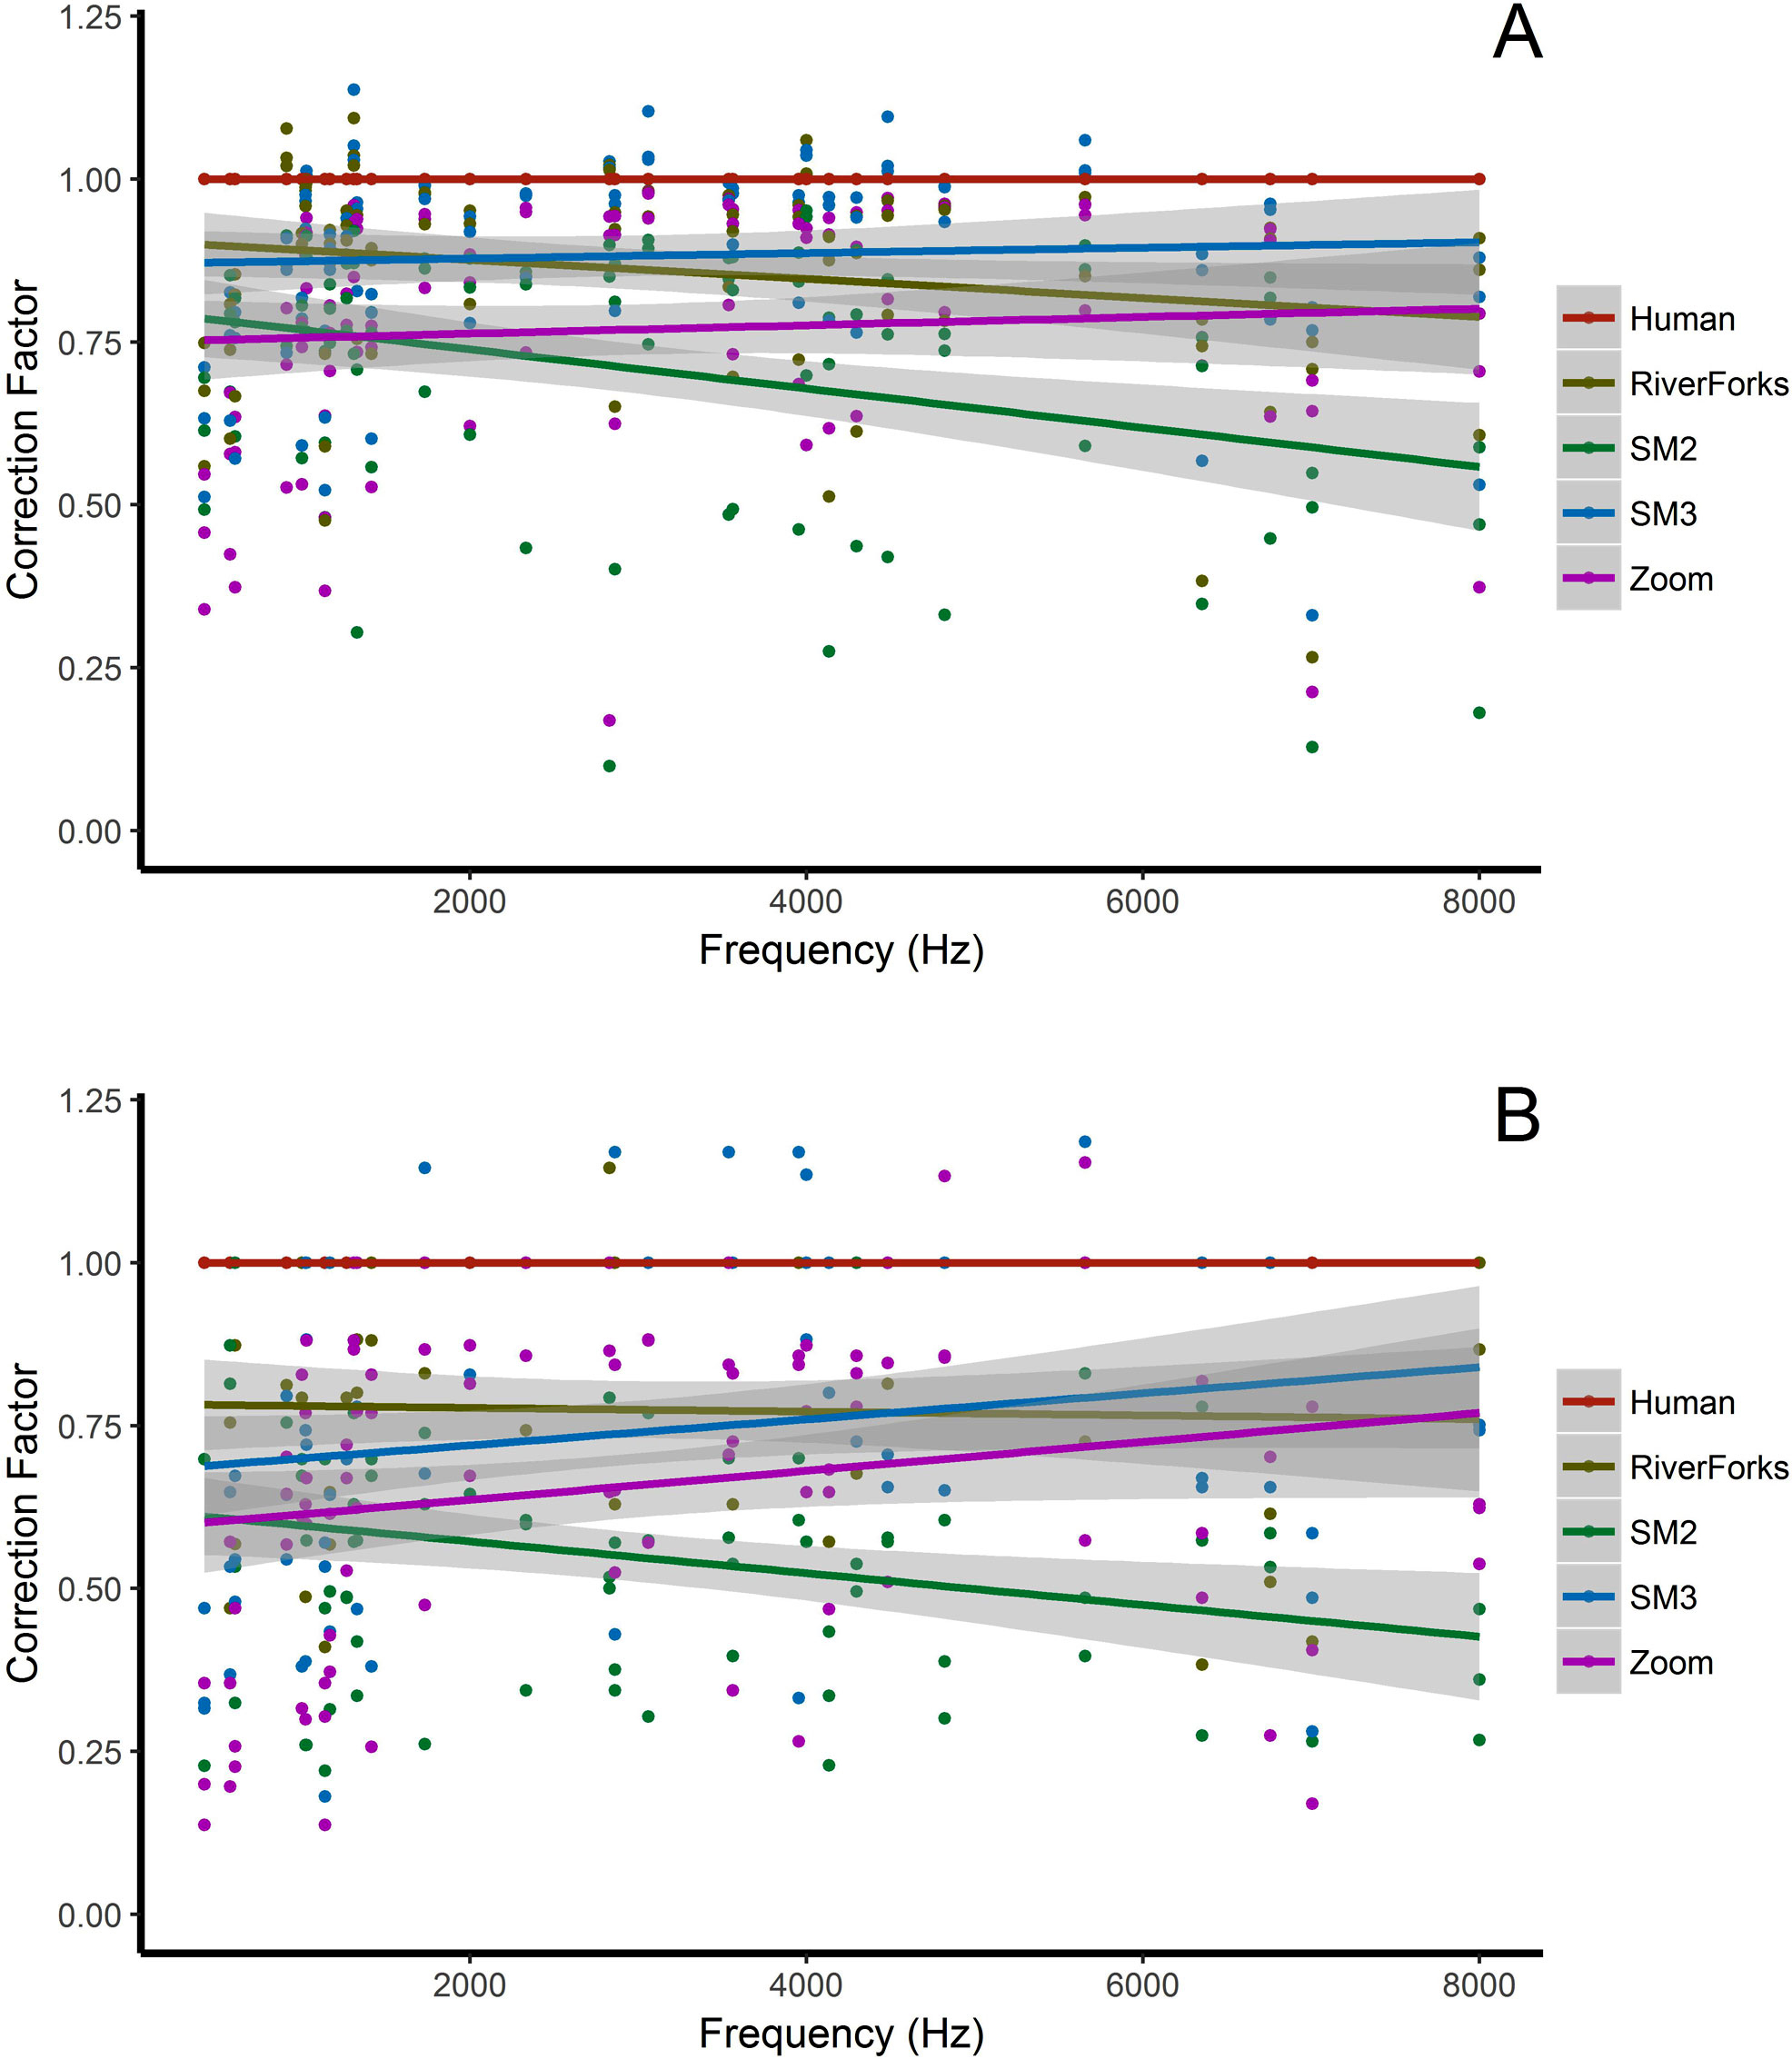 A
1.25
1.00
0.75
0.50
0.25
0.00
Correction Factor
2000 4000 6000 8000
Frequency (Hz)
Human
RiverForks
SM2
SM3
Zoom
B
1.25
1.00
0.75
0.50
0.25
0.00
Correction Factor
2000 4000 6000 8000
Frequency (Hz)
Human
RiverForks
SM2
SM3
Zoom